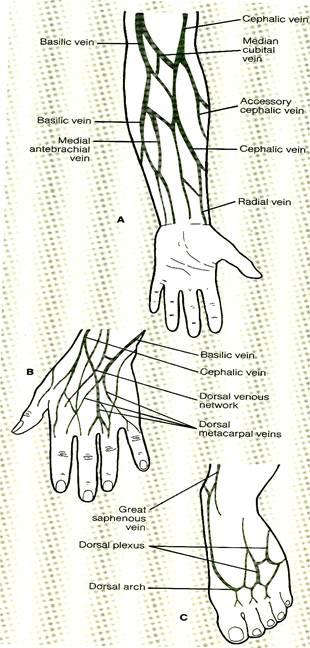 Cephalic vein
Basilic vein
Median
cubital
vein
Accessory
cephalic vein
Basilic vein
Medial
antebrachial
vein
Cephalic vein
Radial vein
A
Basilic vein
B
Cephalic vein
Dorsal venous
network
Dorsal
metacarpal veins
Great
saphenous
vein
Dorsal plexus
Dorsal arch
C